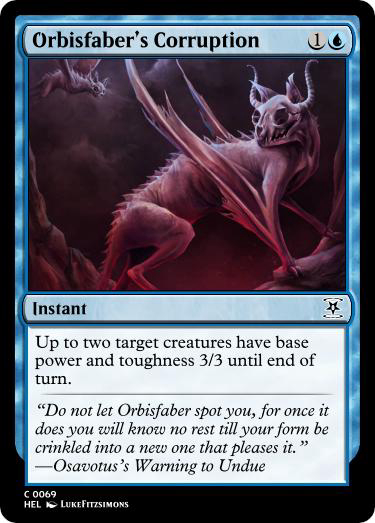 Orbisfaber's Corruption 1
Instant
Up to two target creatures have base
power and toughness 3/3 until end of
turn.
“Do not let Orbisfaber spot you, for once it
does you will know no rest till your form be
crinkled into a new one that pleases it.”
—Osavotus's Warning to Undue
C 0069
HEL LukeFitzsimons